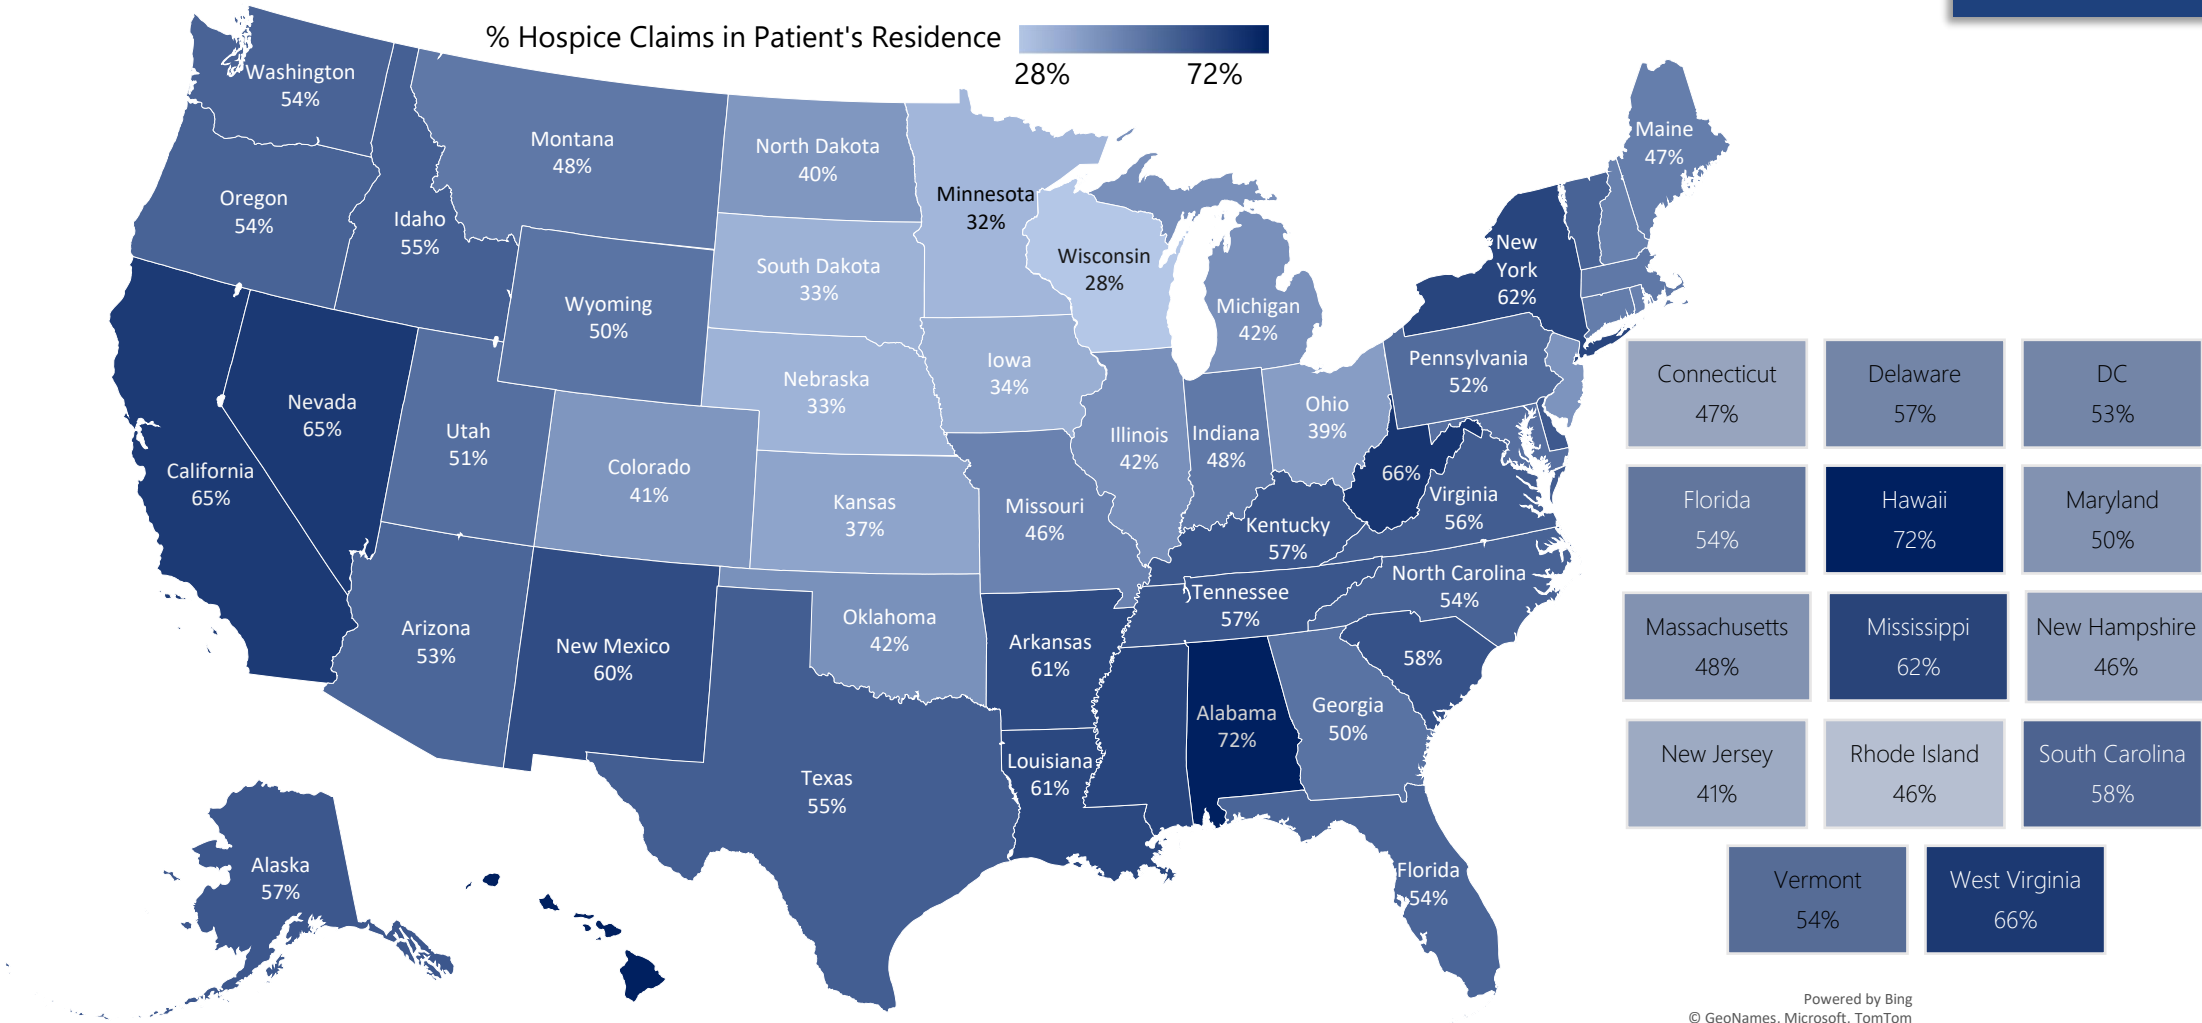 % Hospice Claims in Patient's Residence
28% 72%
Washington
54%
Montana
48%
North Dakota
40%
Minnesota
32%
Maine
47%
Oregon
54%
Idaho
55%
Wyoming
50%
South Dakota
33%
Wisconsin
28%
Michigan
42%
New
York
62%
Nevada
65%
Utah
51%
Nebraska
33%
Iowa
34%
Pennsylvania
52%
California
65%
Colorado
41%
Kansas
37%
Missouri
46%
Illinois
42%
Indiana
48%
Ohio
39%
66%
Virginia
56%
Kentucky
57%
Tennessee
57%
North Carolina
54%
Arizona
53%
New Mexico
60%
Oklahoma
42%
Arkansas
61%
58%
Texas
55%
Louisiana
61%
Alabama
72%
Georgia
50%
Florida
54%
Alaska
57%
Connecticut
47%
Delaware
57%
DC
53%
Florida
54%
Hawaii
72%
Maryland
50%
Massachusetts
48%
Mississippi
62%
New Hampshire
46%
New Jersey
41%
Rhode Island
46%
South Carolina
58%
Vermont
54%
West Virginia
66%
Powered by Bing
© GeoNames, Microsoft, TomTom